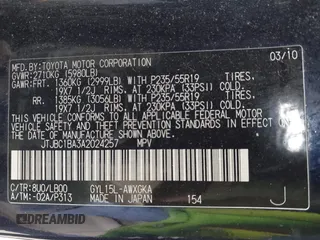 MFD.BY:TOYOTA MOTOR CORPORATION 03/10
GVWR:2710KG (5980LB)
GAWR:FRT. 1360KG (2999LB) WITH P235/55R19 TIRES,
19X7 1/2J RIMS, AT 230KPA (33PSI) COLD
RR. 1385KG (3056LB) WITH P235/55R19 TIRES,
19X7 1/2J RIMS, AT 230KPA (33PSI) COLD
THIS VEHICLE CONFORMS TO ALL APPLICABLE FEDERAL MOTOR
VEHICLE SAFETY STANDARDS IN EFFECT ON
THE DATE OF MANUFACTURE SHOWN ABOVE.
JTJBC1BA3A2024257 MPV
C/TR:8U0/LB00 GYL15L-AWXGKA
A/TM:-02A/P313 MADE IN JAPAN 154 J
DREAMBID